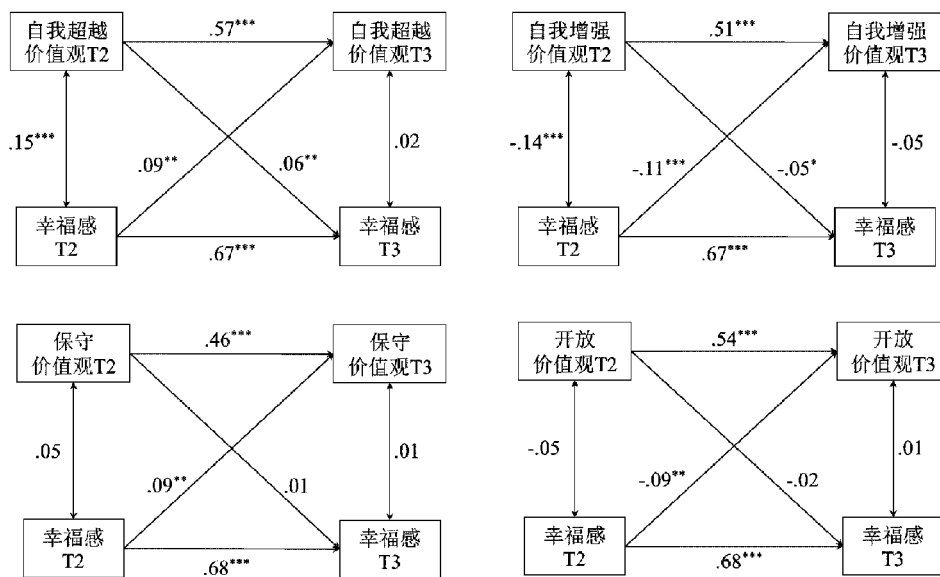 自我超越
价值观T2
.57***
自我超越
价值观T3
.15***
.09**
.06**
.02
幸福感
T2
.67***
幸福感
T3
自我增强
价值观T2
.51***
自我增强
价值观T3
-.14***
-.11***
-.05*
-.05
幸福感
T2
.67***
幸福感
T3
保守
价值观T2
.46***
保守
价值观T3
.05
.09**
.01
.01
幸福感
T2
.68***
幸福感
T3
开放
价值观T2
.54***
开放
价值观T3
-.05
-.09**
-.02
.01
幸福感
T2
.68***
幸福感
T3